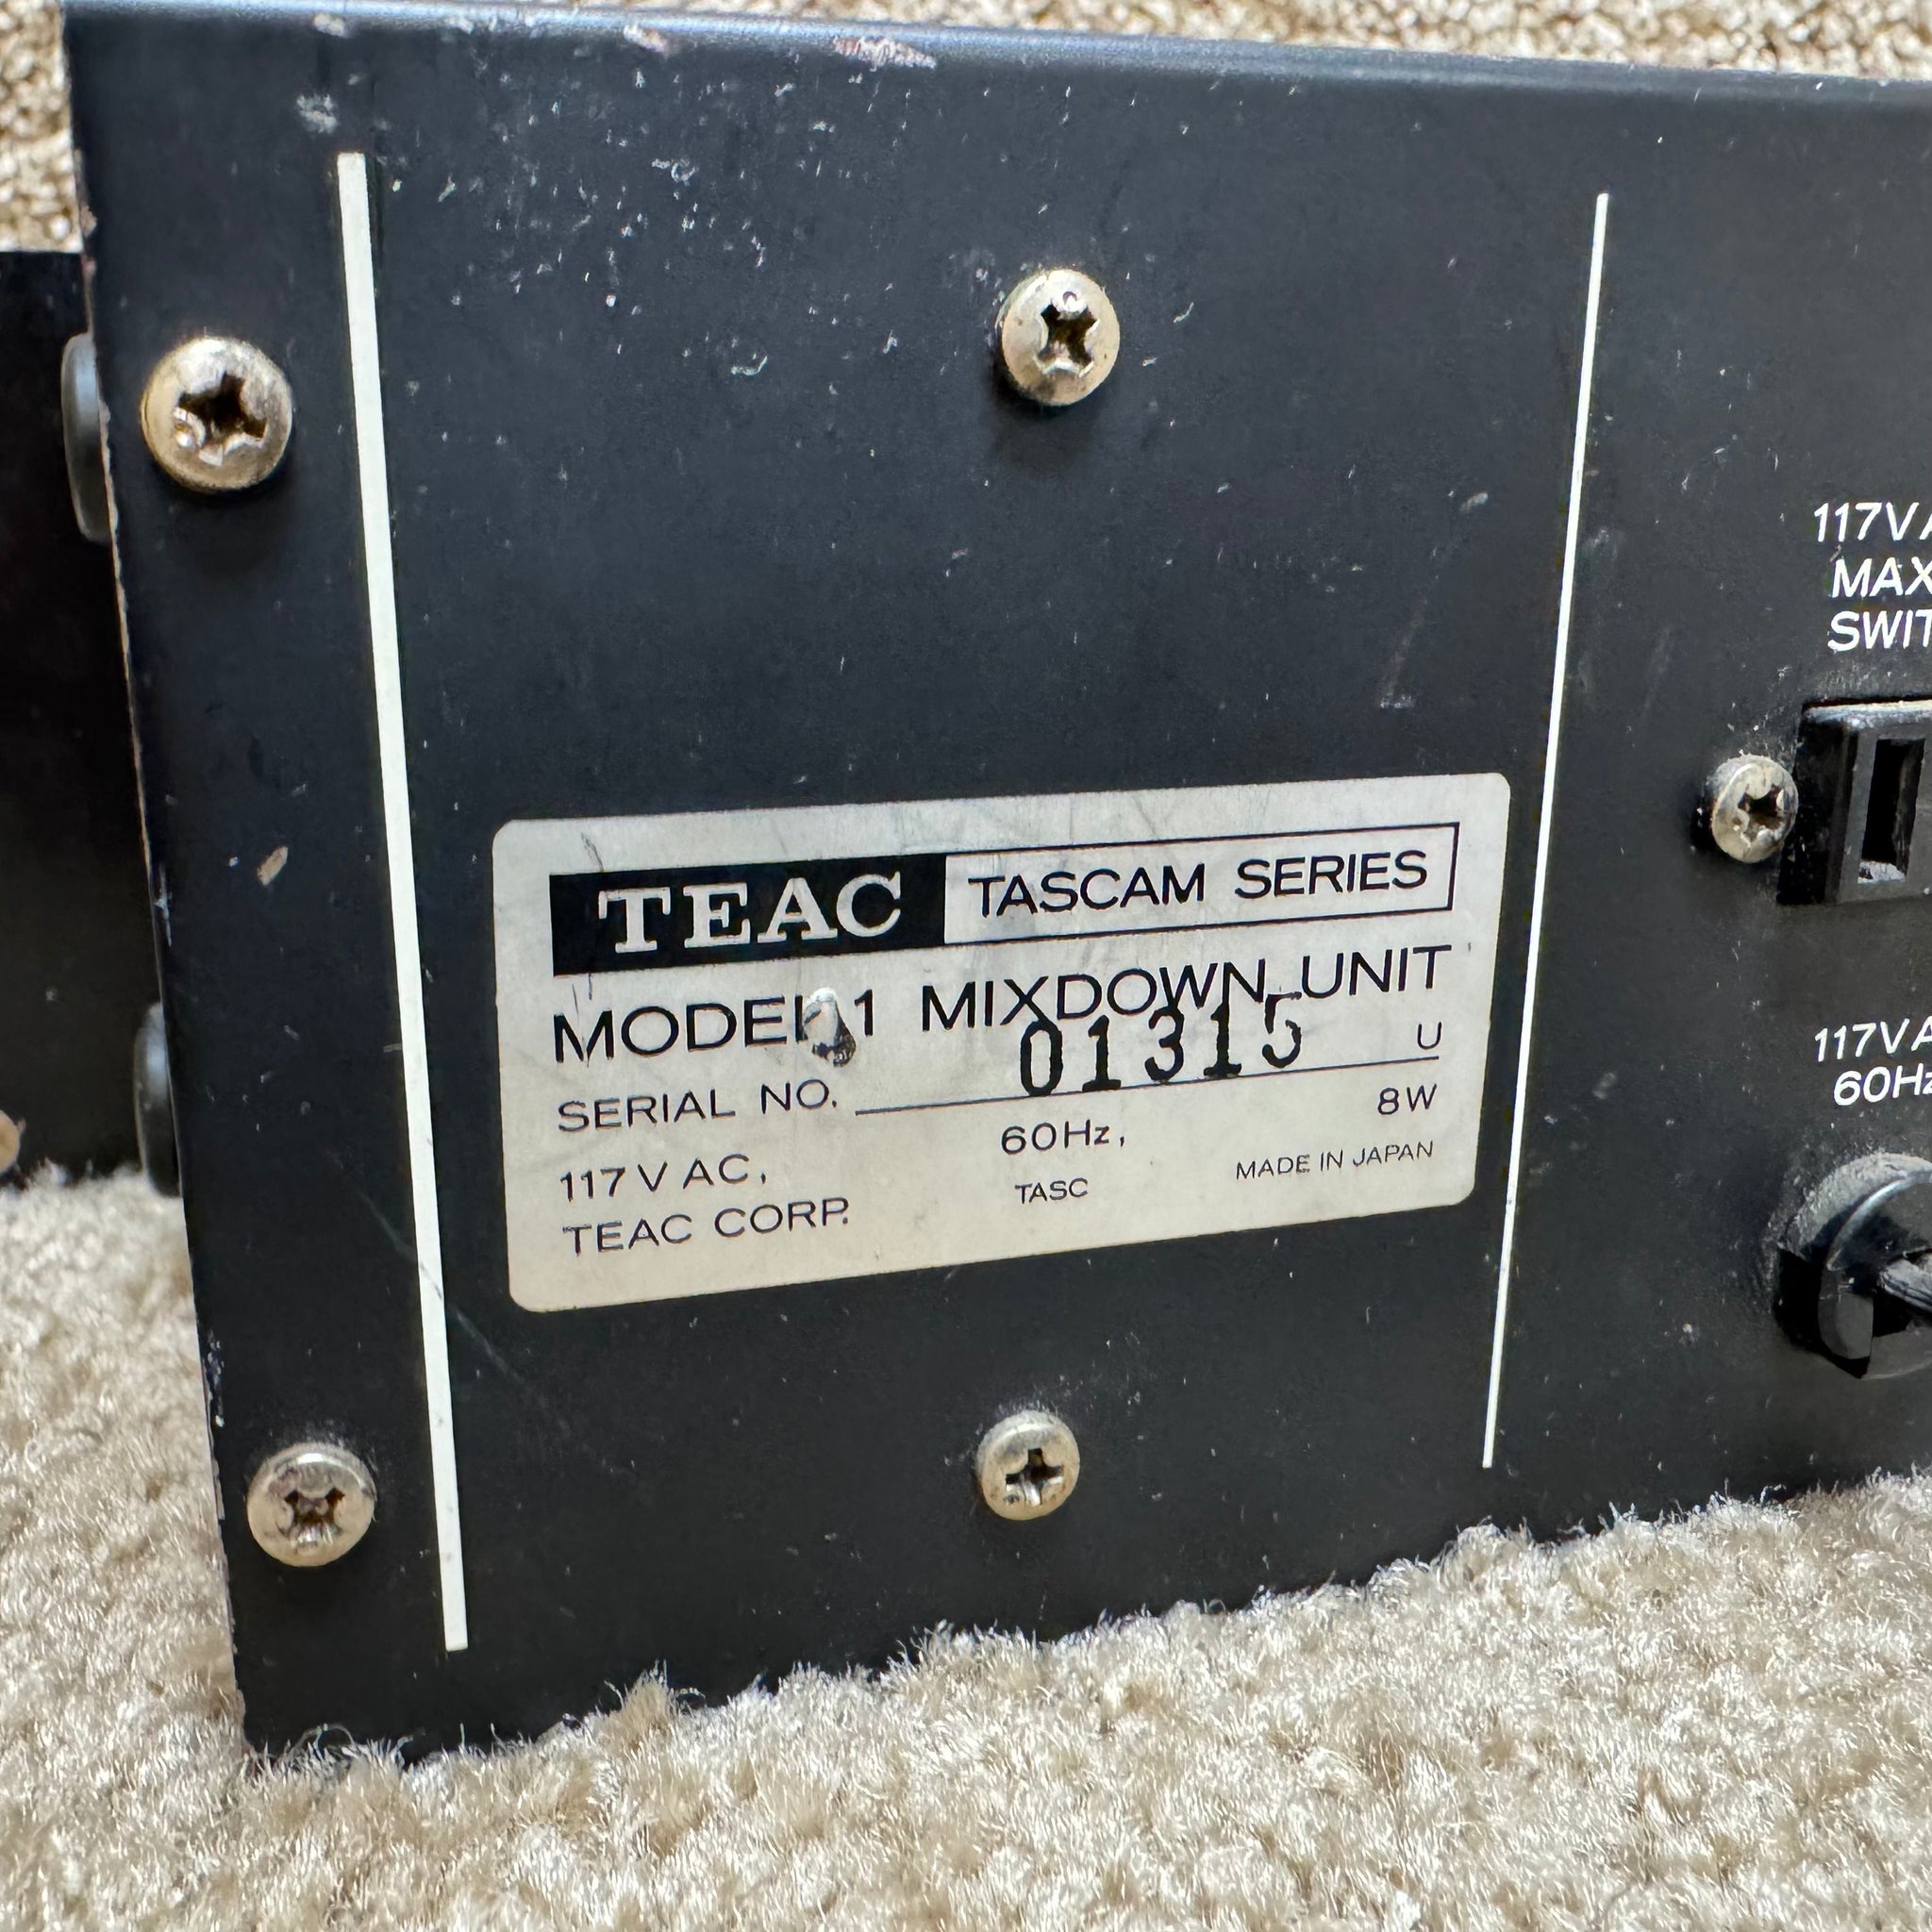 TEAC TASCAM SERIES
MODEL 1 MIXDOWN UNIT
SERIAL NO. 01315 U
117V AC, 60Hz, 8W
TEAC CORP. TASC MADE IN JAPAN
117V
MAX
SWIT
117V
60Hz